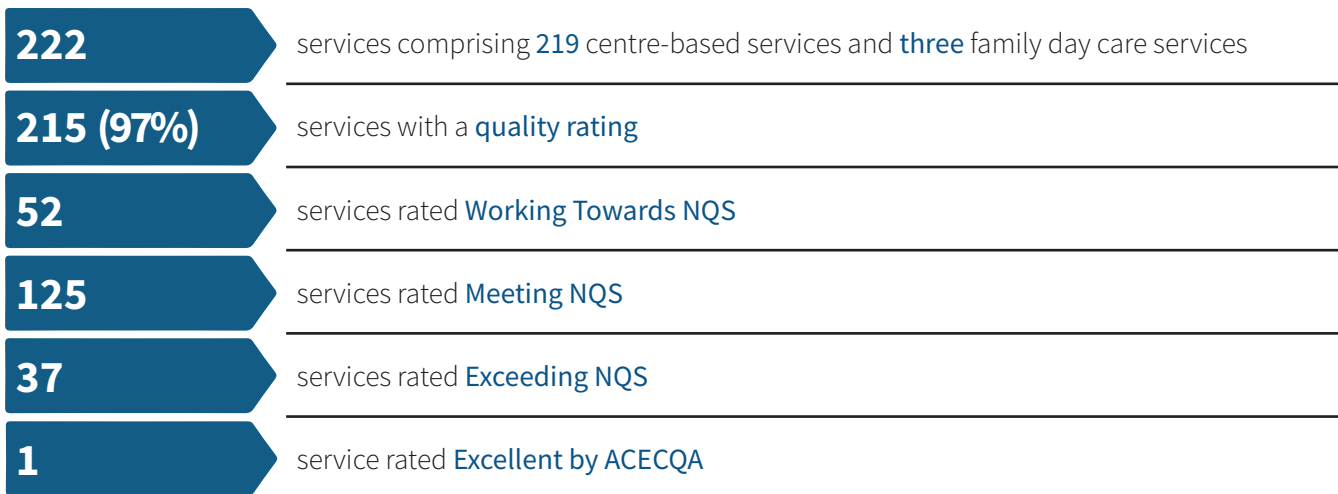 222 services comprising 219 centre-based services and three family day care services
215 (97%) services with a quality rating
52 services rated Working Towards NQS
125 services rated Meeting NQS
37 services rated Exceeding NQS
1 service rated Excellent by ACECQA